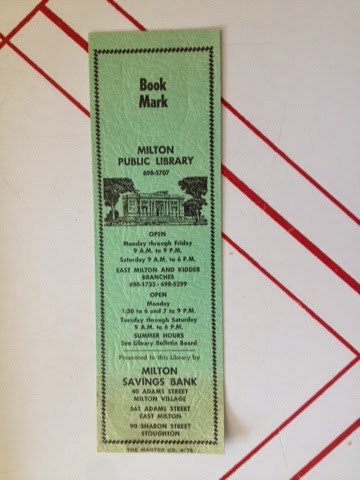 Book
Mark
MILTON
PUBLIC LIBRARY
698-5707
OPEN
Monday through Friday
9 A.M. to 9 P.M.
Saturday 9 A.M. to 6 P.M.
EAST MILTON AND KIDDER
BRANCHES
698-1733 - 698-5299
OPEN
Monday
1:30 to 6 and 7 to 9 P.M.
Tuesday through Saturday
9 A.M. to 6 P.M.
SUMMER HOURS
See Library Bulletin Board
Presented to this Library by
MILTON
SAVINGS BANK
40 ADAMS STREET
MILTON VILLAGE
561 ADAMS STREET
EAST MILTON
90 SHARON STREET
STOUGHTON
THE MANTER CO. 4/76